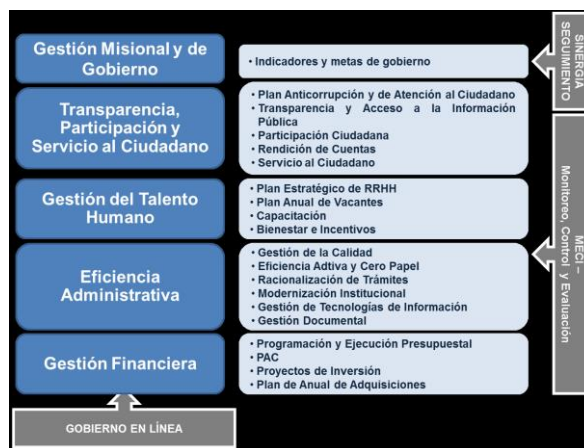 Gestión Misional y de
Gobierno
• Indicadores y metas de gobierno
Transparencia,
Participación y
Servicio al Ciudadano
• Plan Anticorrupción y de Atención al Ciudadano
• Transparencia y Acceso a la Información
Pública
• Participación Ciudadana
• Rendición de Cuentas
• Servicio al Ciudadano
Gestión del Talento
Humano
• Plan Estratégico de RRHH
• Plan Anual de Vacantes
• Capacitación
• Bienestar e Incentivos
Eficiencia
Administrativa
• Gestión de la Calidad
• Eficiencia Adtiva y Cero Papel
• Racionalización de Trámites
• Modernización Institucional
• Gestión de Tecnologías de Información
• Gestión Documental
Gestión Financiera
• Programación y Ejecución Presupuestal
• PAC
• Proyectos de Inversión
• Plan de Anual de Adquisiciones
GOBIERNO EN LÍNEA
SINERGIA
SEGUIMIENTO
MECI –
Monitoreo, Control y Evaluación